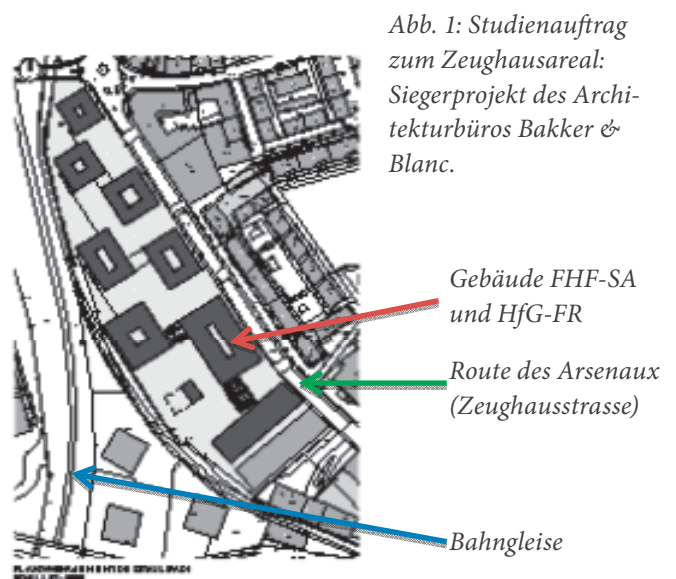 Abb. 1: Studienauftrag
zum Zeughausareal:
Siegerprojekt des Archi-
tekturbüros Bakker &
Blanc.
Gebäude FHF-SA
und HfG-FR
Route des Arsenaux
(Zeughausstrasse)
Bahngleise